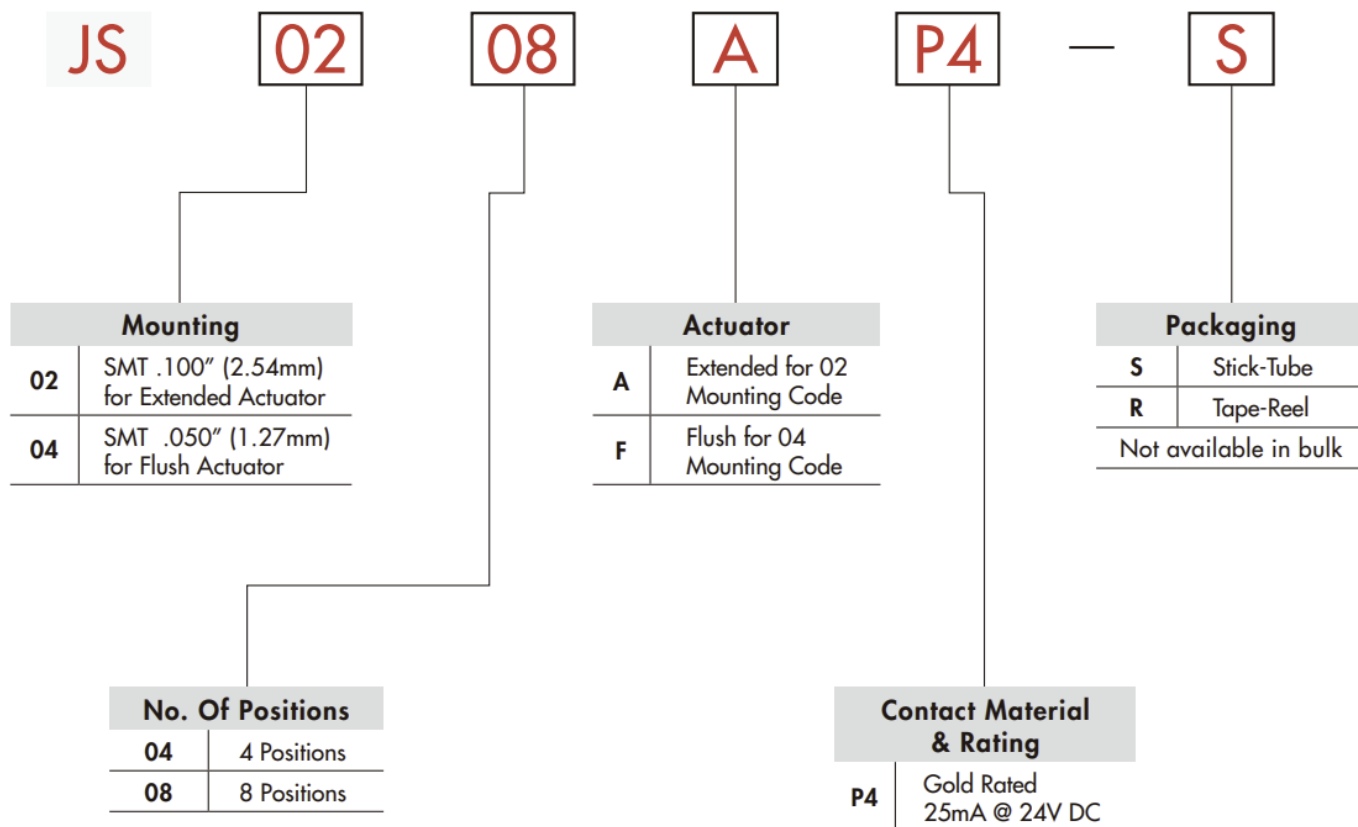 JS 02 08 A P4 — S
Mounting
02 SMT .100” (2.54mm)
for Extended Actuator
04 SMT .050” (1.27mm)
for Flush Actuator
Actuator
A Extended for 02
Mounting Code
F Flush for 04
Mounting Code
Packaging
S Stick-Tube
R Tape-Reel
Not available in bulk
No. Of Positions
04 4 Positions
08 8 Positions
Contact Material
& Rating
P4 Gold Rated
25mA @ 24V DC